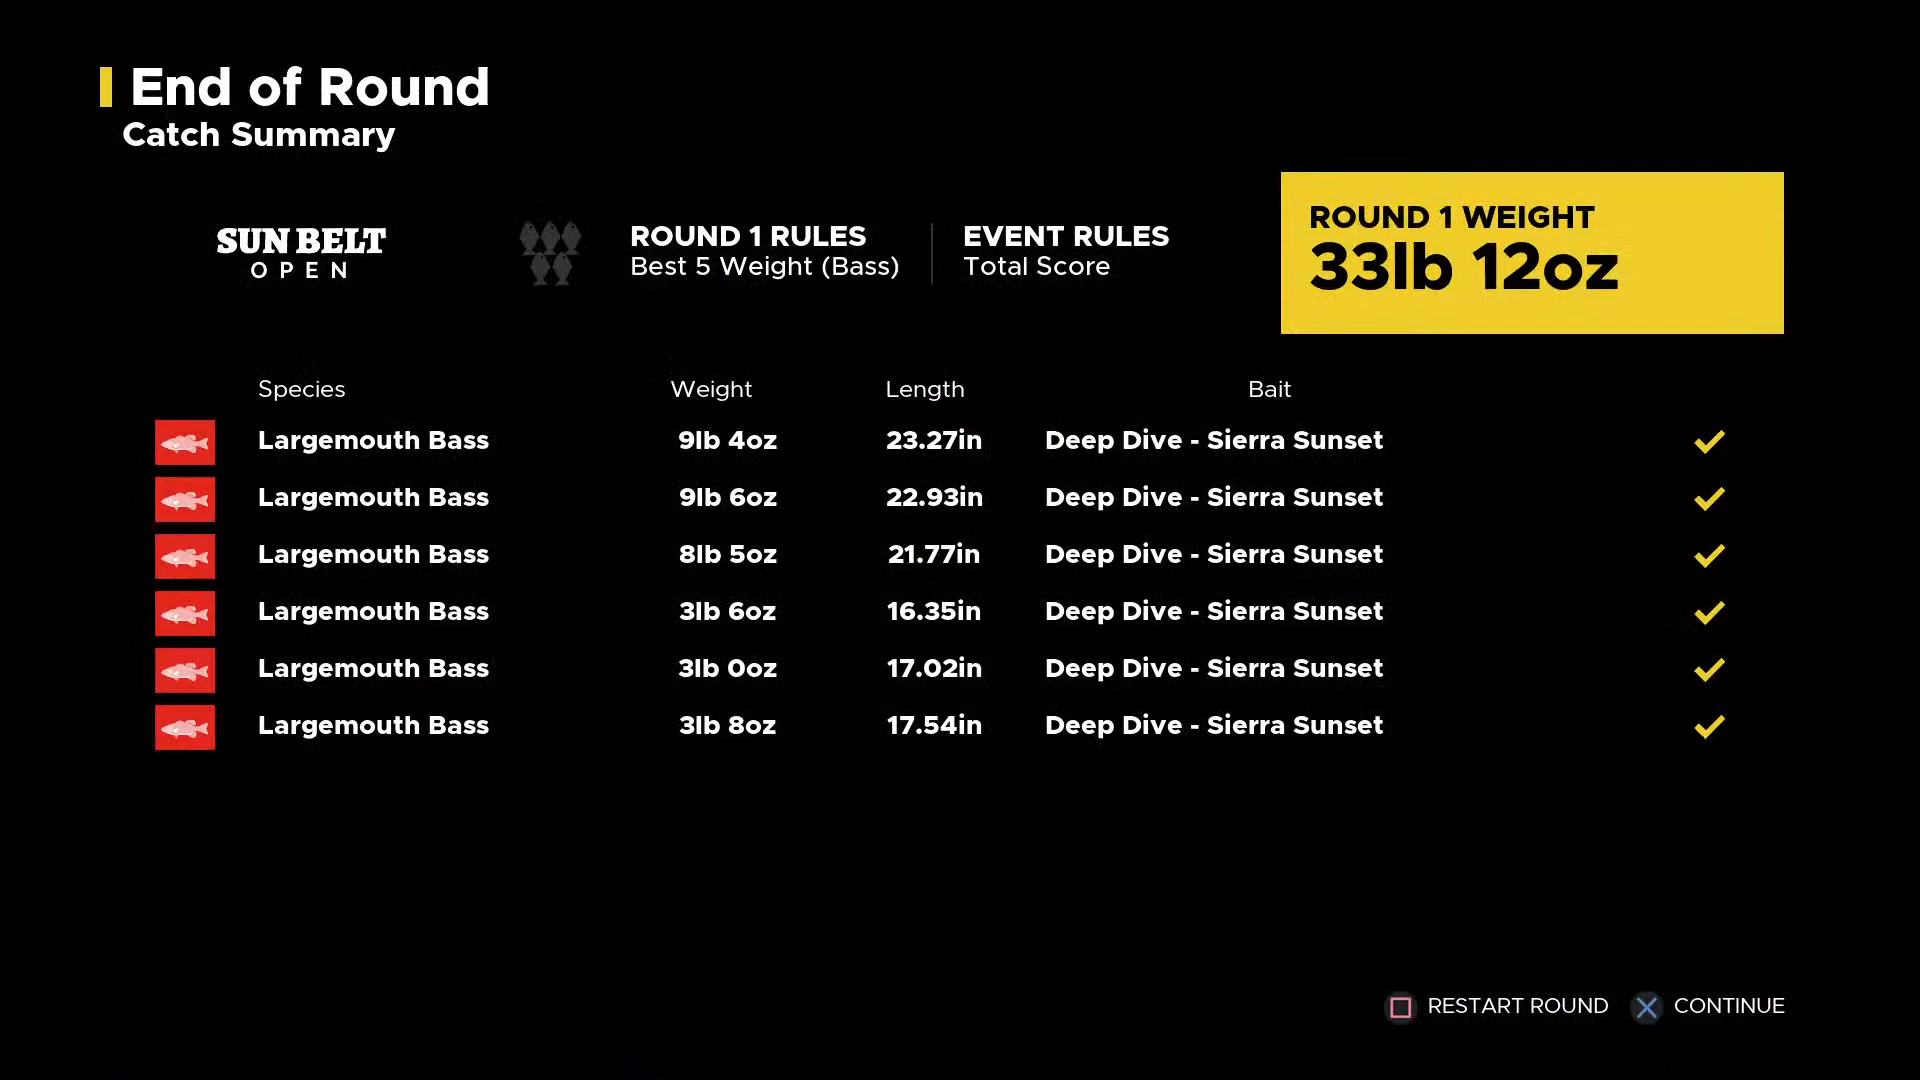 End of Round
Catch Summary
SUN BELT
OPEN
ROUND 1 RULES
Best 5 Weight (Bass)
EVENT RULES
Total Score
ROUND 1 WEIGHT
33lb 12oz
Species Weight Length Bait
Largemouth Bass 9lb 4oz 23.27in Deep Dive - Sierra Sunset
Largemouth Bass 9lb 6oz 22.93in Deep Dive - Sierra Sunset
Largemouth Bass 8lb 5oz 21.77in Deep Dive - Sierra Sunset
Largemouth Bass 3lb 6oz 16.35in Deep Dive - Sierra Sunset
Largemouth Bass 3lb 0oz 17.02in Deep Dive - Sierra Sunset
Largemouth Bass 3lb 8oz 17.54in Deep Dive - Sierra Sunset
RESTART ROUND CONTINUE